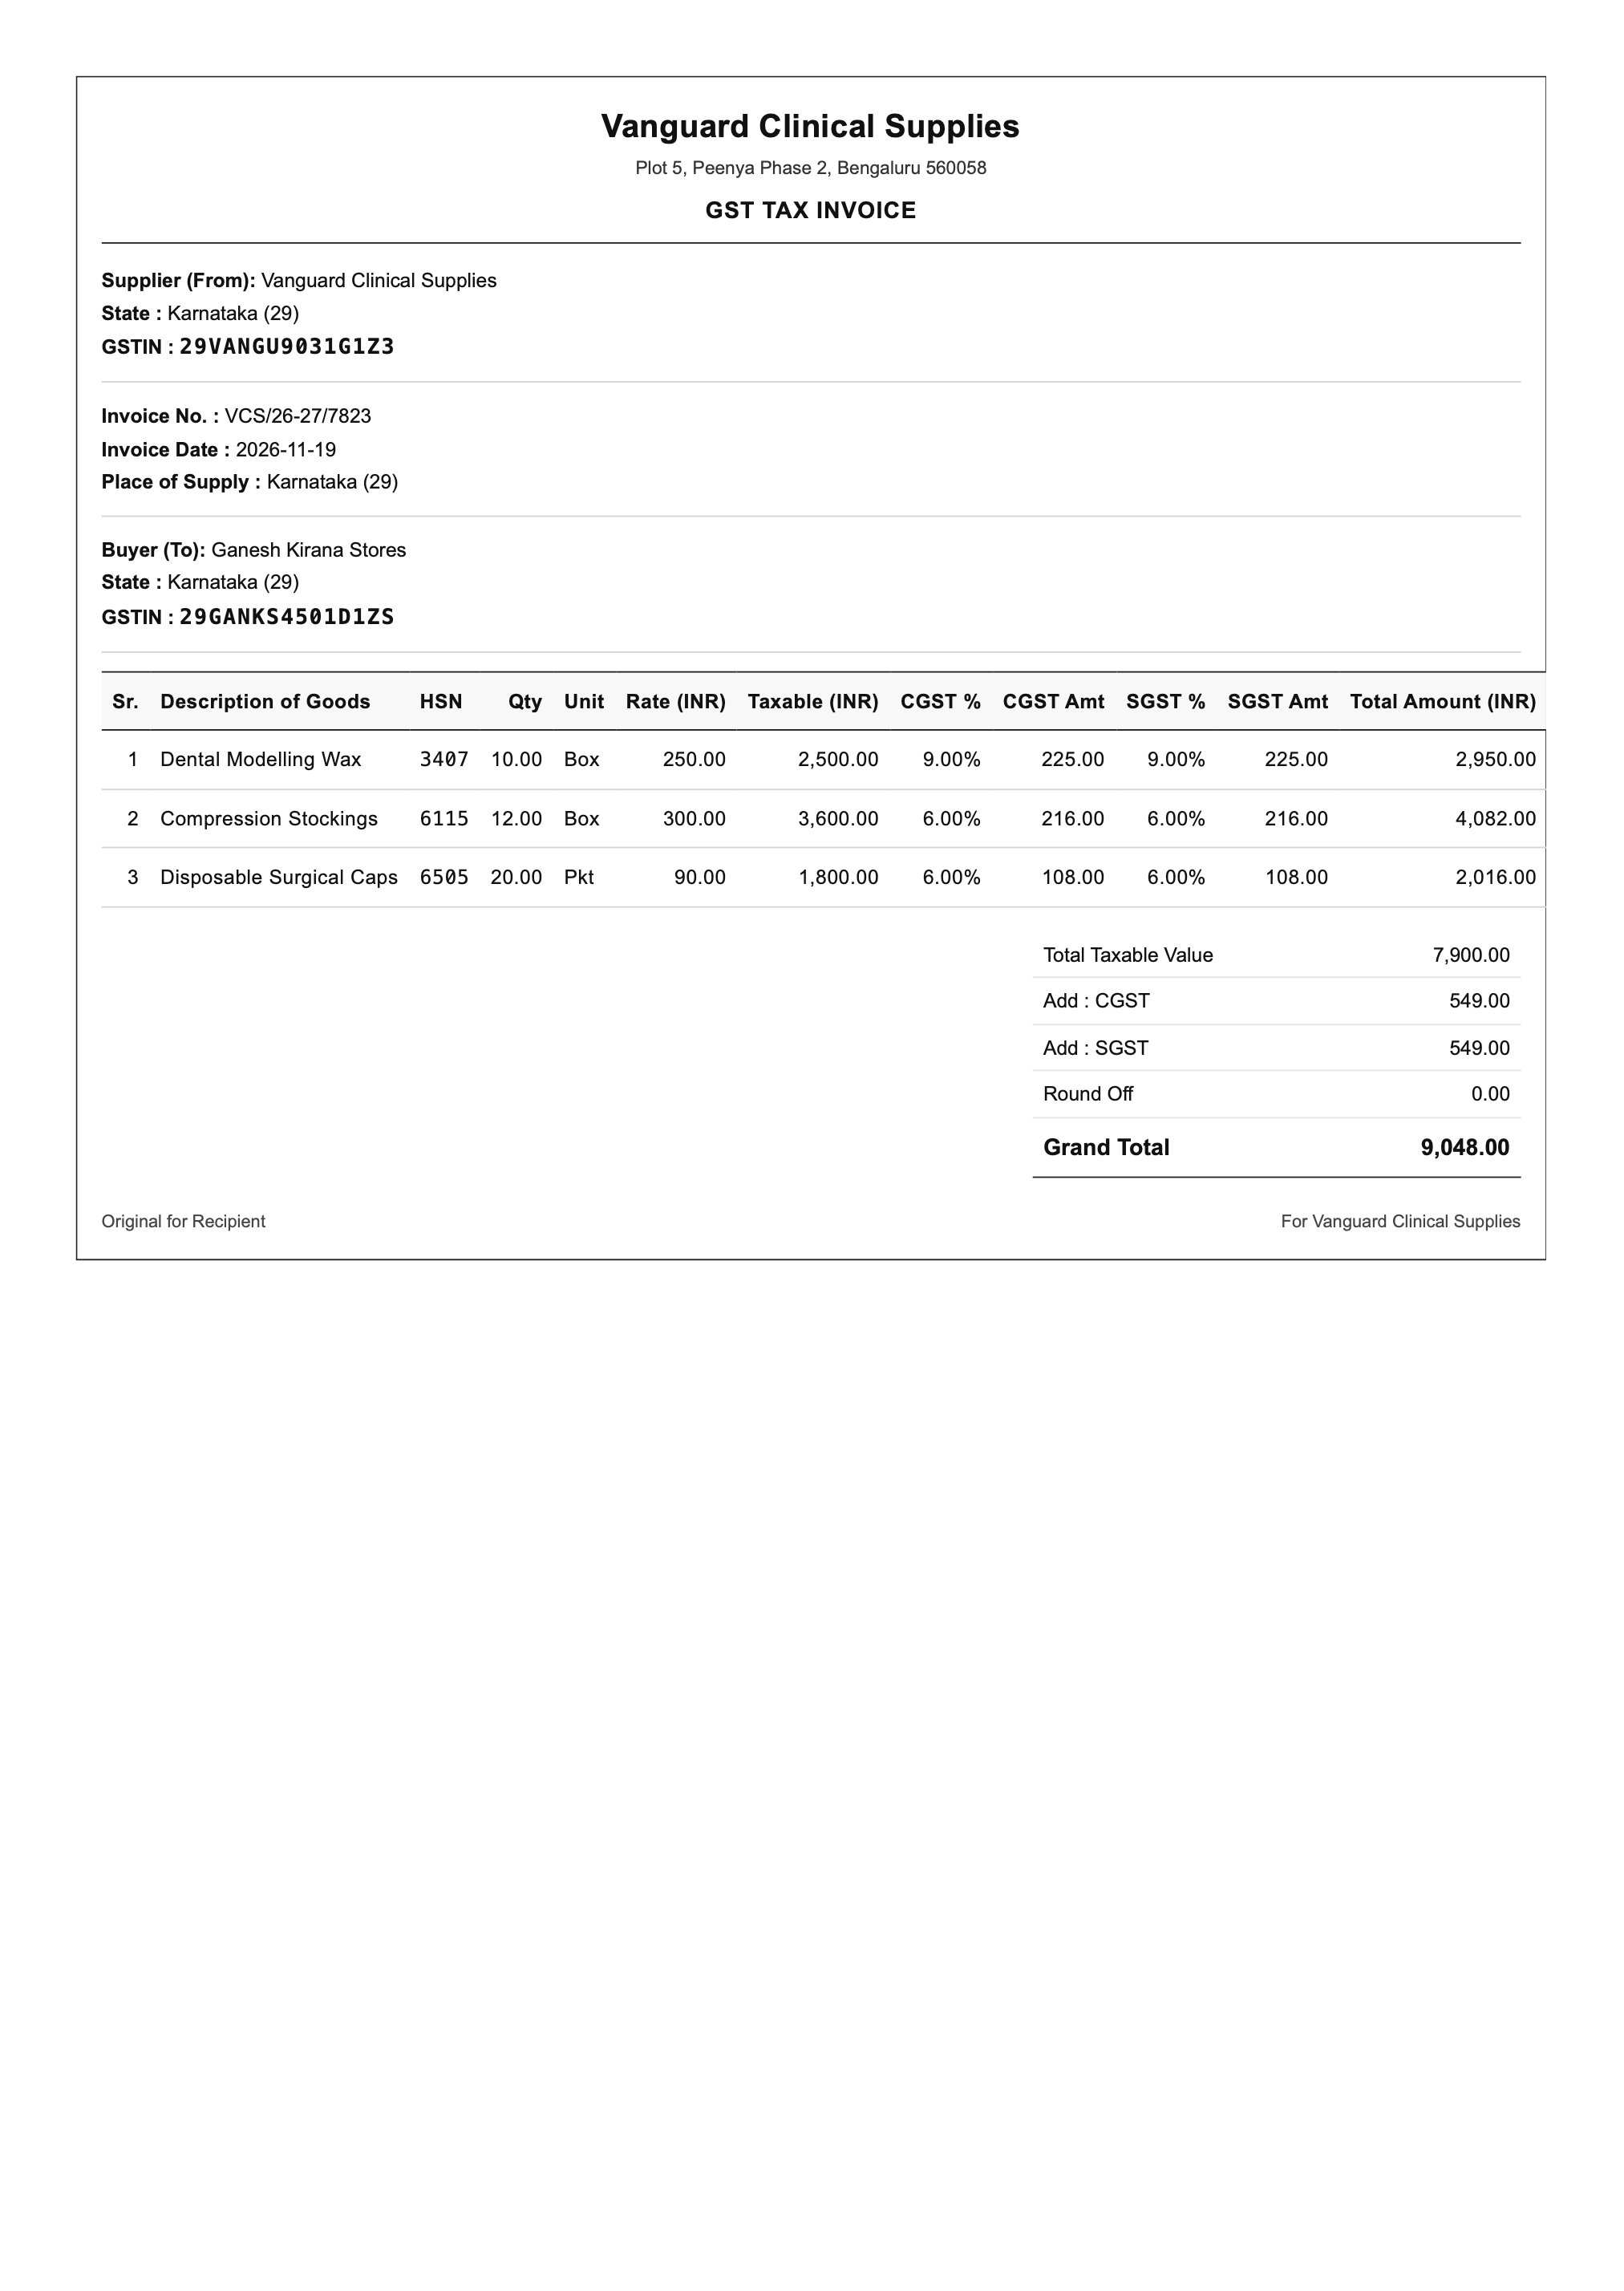 Vanguard Clinical Supplies
Plot 5, Peenya Phase 2, Bengaluru 560058
GST TAX INVOICE
Supplier (From): Vanguard Clinical Supplies
State : Karnataka (29)
GSTIN : 29VANGU9031G1Z3
Invoice No. : VCS/26-27/7823
Invoice Date : 2026-11-19
Place of Supply : Karnataka (29)
Buyer (To): Ganesh Kirana Stores
State : Karnataka (29)
GSTIN : 29GANKS4501D1ZS
Sr. Description of Goods HSN Qty Unit Rate (INR) Taxable (INR) CGST % CGST Amt SGST % SGST Amt Total Amount (INR)
1 Dental Modelling Wax 3407 10.00 Box 250.00 2,500.00 9.00% 225.00 9.00% 225.00 2,950.00
2 Compression Stockings 6115 12.00 Box 300.00 3,600.00 6.00% 216.00 6.00% 216.00 4,082.00
3 Disposable Surgical Caps 6505 20.00 Pkt 90.00 1,800.00 6.00% 108.00 6.00% 108.00 2,016.00
Total Taxable Value 7,900.00
Add : CGST 549.00
Add : SGST 549.00
Round Off 0.00
Grand Total 9,048.00
Original for Recipient For Vanguard Clinical Supplies